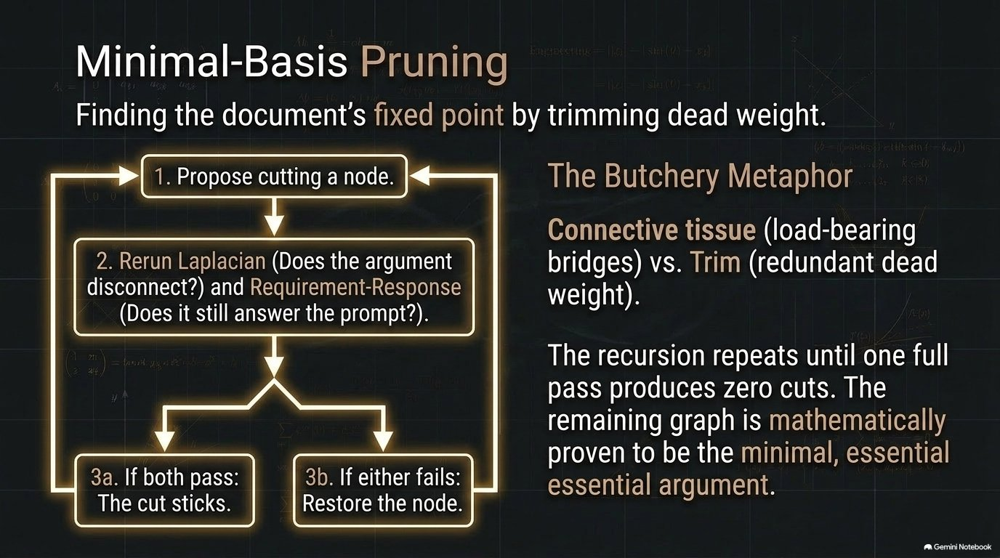 Minimal-Basis Pruning
Finding the document's fixed point by trimming dead weight.
1. Propose cutting a node.
2. Rerun Laplacian (Does the argument
disconnect?) and Requirement-Response
(Does it still answer the prompt?).
3a. If both pass:
The cut sticks.
3b. If either fails:
Restore the node.
The Butchery Metaphor
Connective tissue (load-bearing
bridges) vs. Trim (redundant dead
weight).
The recursion repeats until one full
pass produces zero cuts. The
remaining graph is mathematically
proven to be the minimal, essential
essential argument.
Gemini Notebook